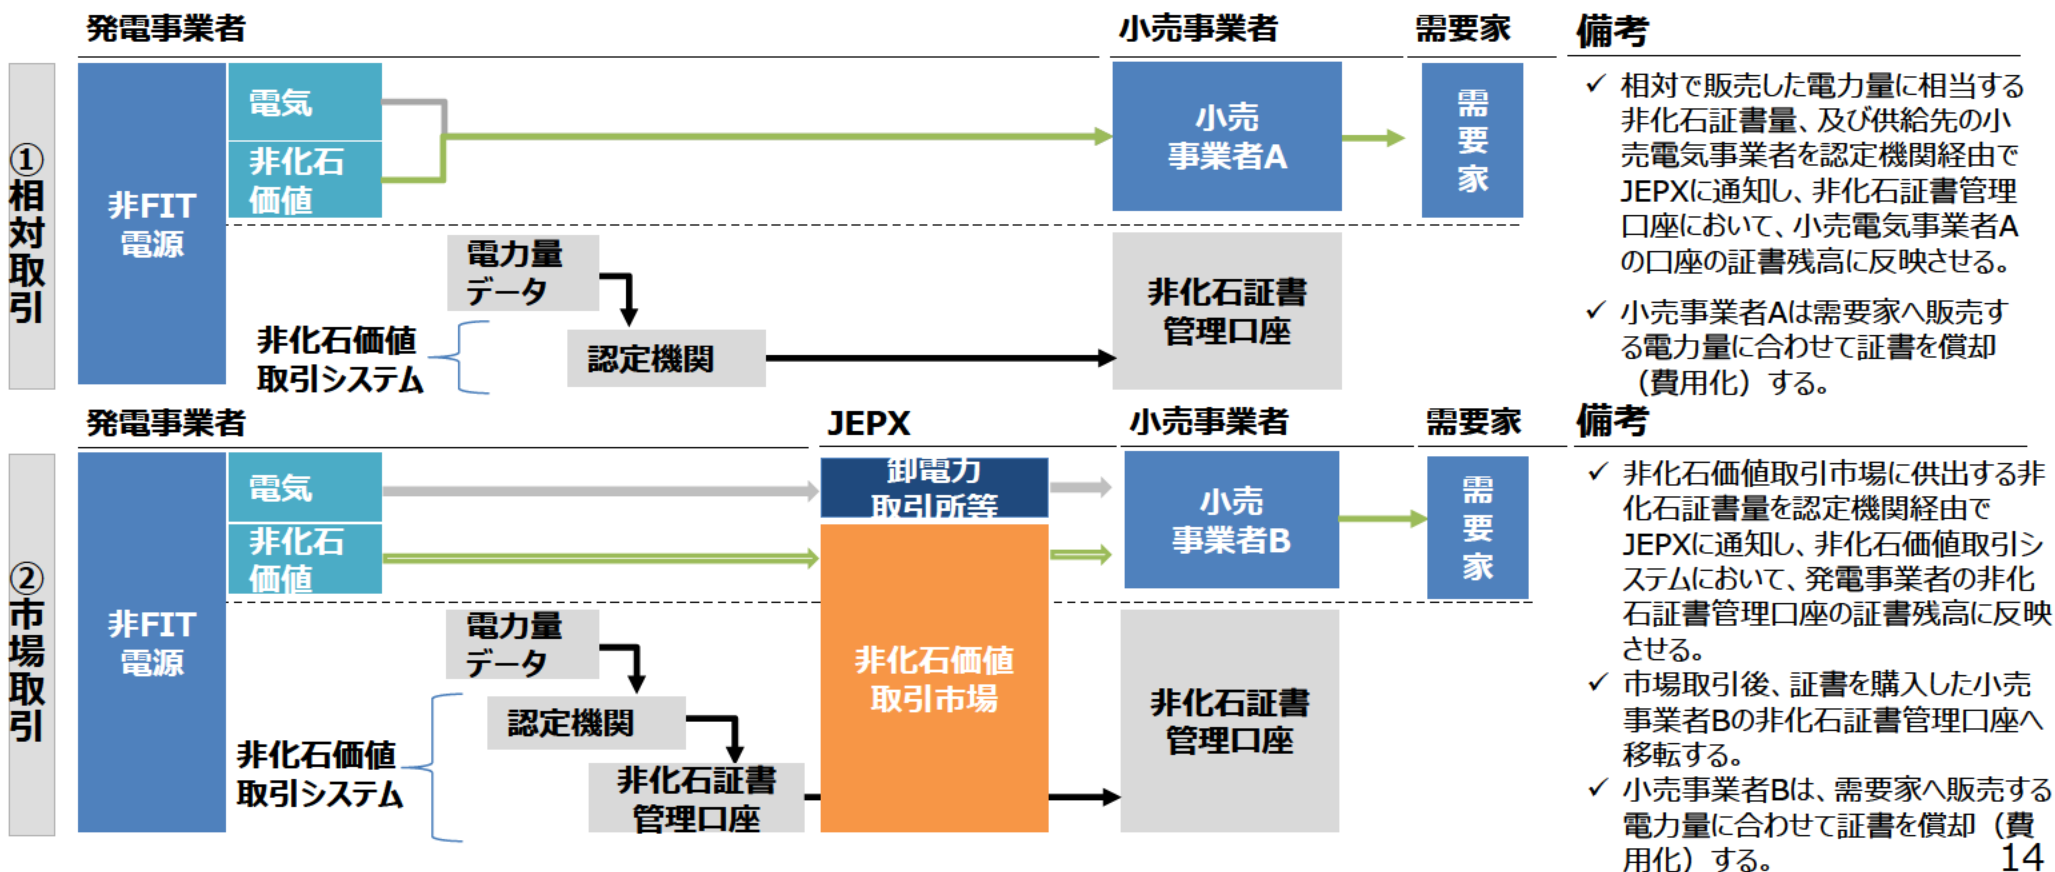 発電事業者
小売事業者
需要家
備考
①相対取引
非FIT
電源
電気
非化石
価値
小売
事業者A
需要家
電力量
データ
非化石価値
取引システム
認定機関
非化石証書
管理口座
✓ 相対で販売した電力量に相当する
非化石証書量、及び供給先の小
売電気事業者を認定機関経由で
JEPXに通知し、非化石証書管理
口座において、小売電気事業者A
の口座の証書残高に反映させる。
✓ 小売事業者Aは需要家へ販売す
る電力量に合わせて証書を償却
（費用化）する。
発電事業者
JEPX
小売事業者
需要家
備考
②市場取引
非FIT
電源
電気
非化石
価値
卸電力
取引所等
小売
事業者B
需要家
電力量
データ
認定機関
非化石価値
取引システム
非化石証書
管理口座
非化石価値
取引市場
非化石証書
管理口座
✓ 非化石価値取引市場に供出する非
化石証書量を認定機関経由で
JEPXに通知し、非化石価値取引シ
ステムにおいて、発電事業者の非化
石証書管理口座の証書残高に反映
させる。
✓ 市場取引後、証書を購入した小売
事業者Bの非化石証書管理口座へ
移転する。
✓ 小売事業者Bは、需要家へ販売する
電力量に合わせて証書を償却（費
用化）する。
14